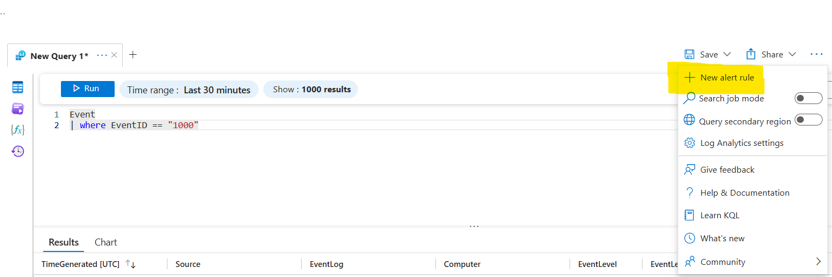 ..
New Query 1* ... × +
Save Share ...
Run Time range : Last 30 minutes Show : 1000 results
1 Event
2 | where EventID == "1000"
New alert rule
Search job mode
Query secondary region
Log Analytics settings
Give feedback
? Help & Documentation
Learn KQL
What's new
Community
...
Results Chart
TimeGenerated [UTC] ↑↓ Source EventLog Computer EventLevel EventLe